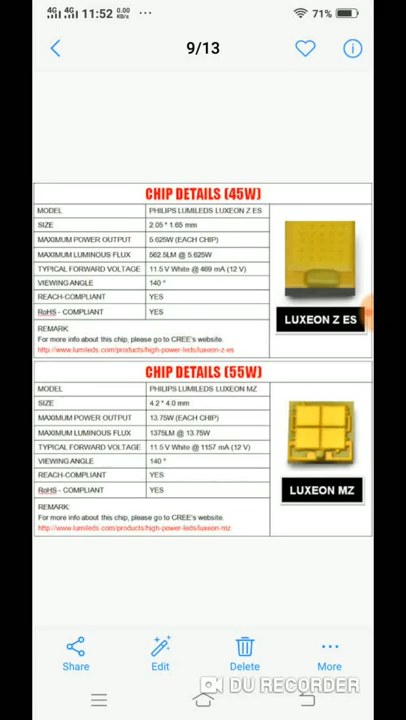 4G 4G 11:52 0.00 KB/s ... 71%
9/13
CHIP DETAILS (45W)
MODEL PHILIPS LUMILEDS LUXEON Z ES
SIZE 2.05 * 1.65 mm
MAXIMUM POWER OUTPUT 5.625W (EACH CHIP)
MAXIMUM LUMINOUS FLUX 562.5LM @ 5.625W
TYPICAL FORWARD VOLTAGE 11.5 V White @ 469 mA (12 V)
VIEWING ANGLE 140 °
REACH-COMPLIANT YES
RoHS - COMPLIANT YES
LUXEON Z ES
REMARK
For more info about this chip, please go to CREE's website.
http://www.lumileds.com/products/high-power-leds/luxeon-z-es
CHIP DETAILS (55W)
MODEL PHILIPS LUMILEDS LUXEON MZ
SIZE 4.2 * 4.0 mm
MAXIMUM POWER OUTPUT 13.75W (EACH CHIP)
MAXIMUM LUMINOUS FLUX 1375LM @ 13.75W
TYPICAL FORWARD VOLTAGE 11.5 V White @ 1157 mA (12 V)
VIEWING ANGLE 140 °
REACH-COMPLIANT YES
RoHS - COMPLIANT YES
LUXEON MZ
REMARK
For more info about this chip, please go to CREE's website.
http://www.lumileds.com/products/high-power-leds/luxeon-mz
Share Edit Delete More
DU RECORDER